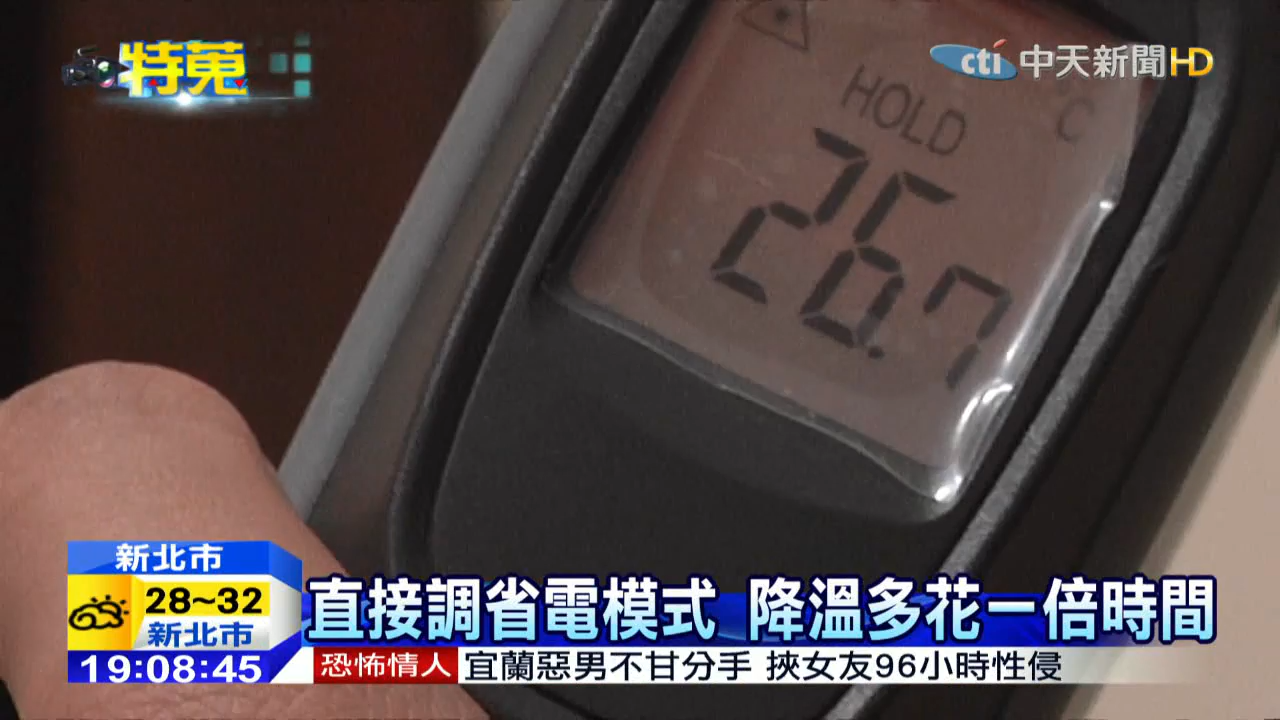 特蒐
cti 中天新聞HD
HOLD
°C
26.7
新北市
28~32
新北市
19:08:45
直接調省電模式 降溫多花一倍時間
恐怖情人 宜蘭惡男不甘分手 挾女友96小時性侵